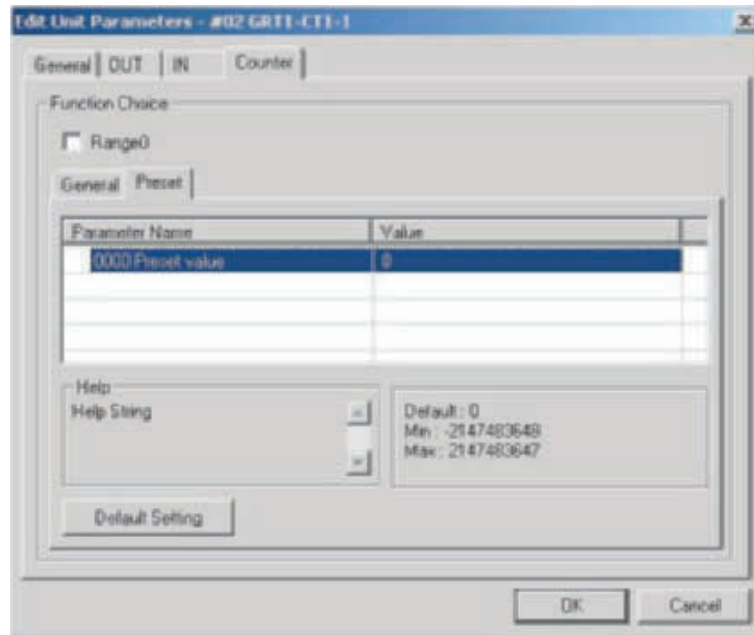 Edit Unit Parameters - #02 GRT1-CT1-1
General OUT IN Counter
Function Choice
Range0
General Preset
Parameter Name Value
0000 Preset value 0
Help
Help String
Default : 0
Min : -2147483648
Max : 2147483647
Default Setting
OK Cancel